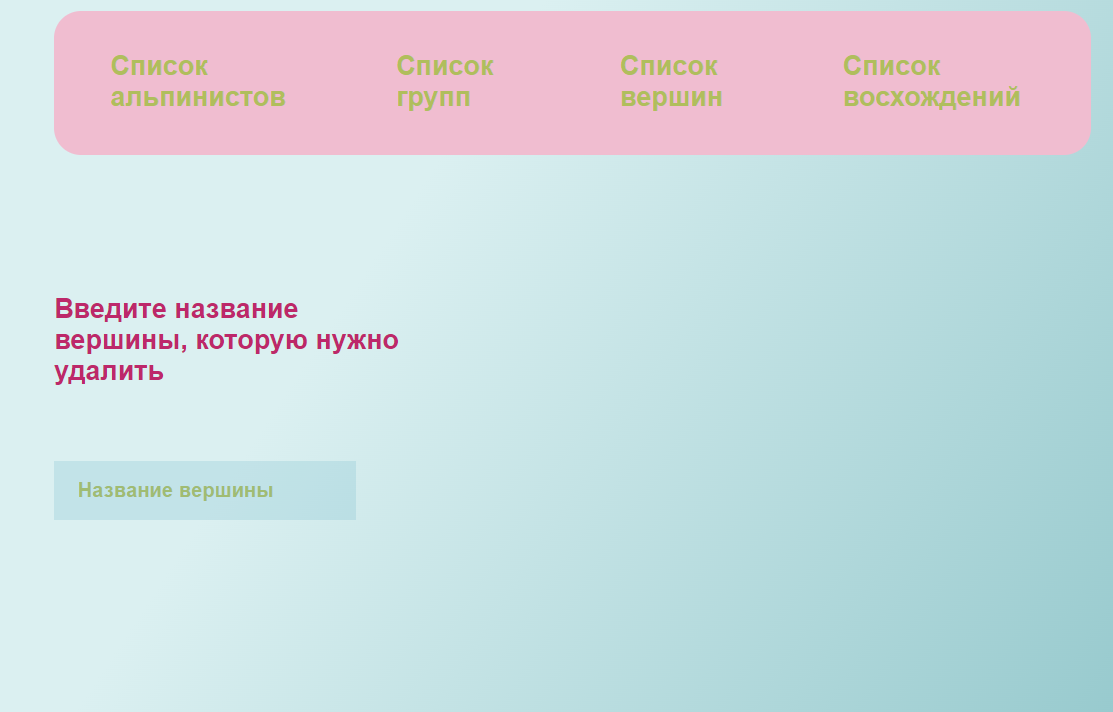 Список
альпинистов
Список
групп
Список
вершин
Список
восхождений
Введите название
вершины, которую нужно
удалить
Название вершины